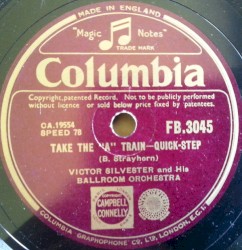 MADE IN ENGLAND
"Magic Notes"
TRADE MARK
Columbia
Copyright, patented Record. Not to be publicly performed
without licence or sold below price fixed by patentees.
CA.19554
SPEED 78
FB.3045
TAKE THE "A" TRAIN—QUICK-STEP
(B. Strayhorn)
VICTOR SILVESTER and His
BALLROOM ORCHESTRA
CAMPBELL
CONNELLY
COLUMBIA GRAPHOPHONE CO. LTD., LONDON, E.C.1.